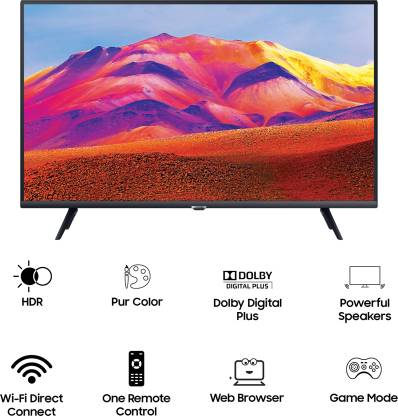 HDR
Pur Color
DOLBY
DIGITAL PLUS
Dolby Digital
Plus
Powerful
Speakers
Wi-Fi Direct
Connect
One Remote
Control
Web Browser
Game Mode